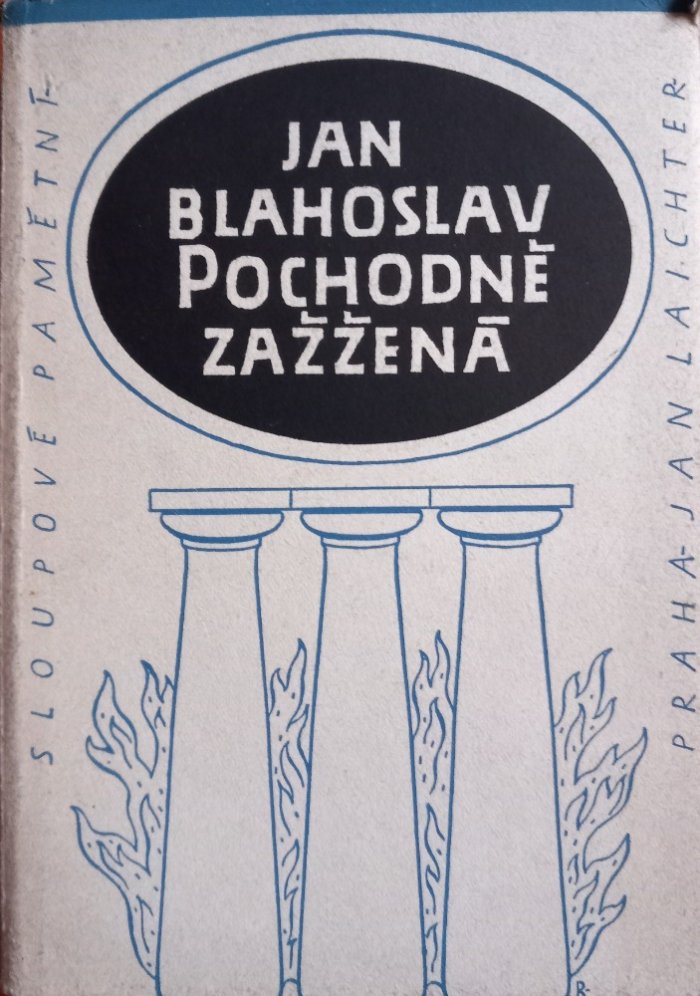 JAN
BLAHOSLAV
POCHODNĚ
ZAŽŽENÁ
SLOUPOVÉ PAMĚTNÍ-
PRAHA-JAN LAICHTER
R-